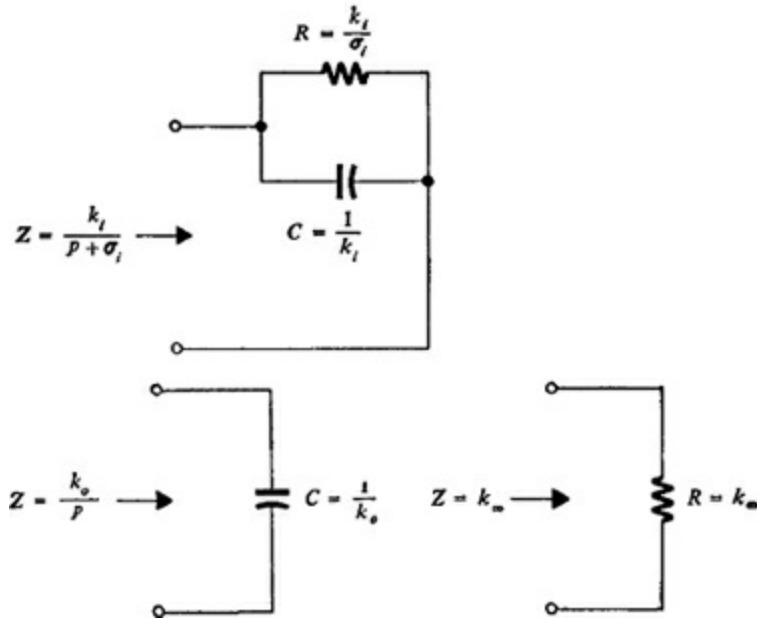 R = k_i / σ_i
Z = k_i / (p + σ_i)
C = 1 / k_i
Z = k_o / p
C = 1 / k_o
Z = k_∞
R = k_∞